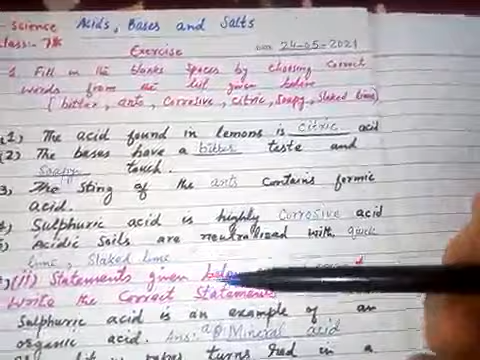 Science Acids, Bases and Salts
Class:- 7th
Exercise Date 24-05-2021
1. Fill in the blanks spaces by choosing correct
words from the list given below
[bitter, ants, Corrosive, citric, Soapy, Slaked lime]
(1) The acid found in lemons is citric acid
(2) The bases have a bitter taste and
Soapy touch.
3) The Sting of the ants contains formic
acid.
4) Sulphuric acid is highly Corrosive acid
5) Acidic Soils are neutralized with quick
lime, Slaked lime
(ii) Statements given
Write the Correct Statements
Sulphuric acid is an example of an
organic acid. Ans: Mineral acid
turns Red in a